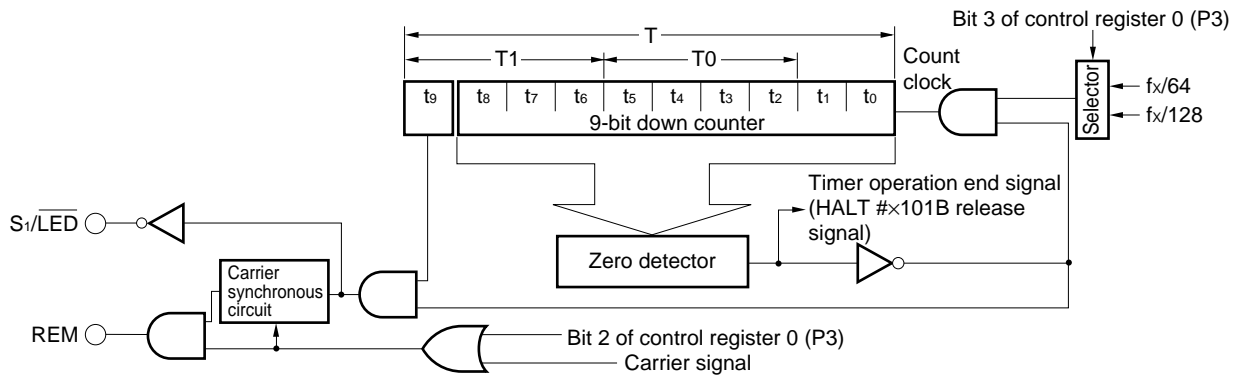 Bit 3 of control register 0 (P3)
T
T1
T0
Count
clock
Selector
fX/64
fX/128
t9
t8
t7
t6
t5
t4
t3
t2
t1
t0
9-bit down counter
Timer operation end signal
(HALT #×101B release
signal)
S1/LED
Zero detector
Carrier
synchronous
circuit
REM
Bit 2 of control register 0 (P3)
Carrier signal